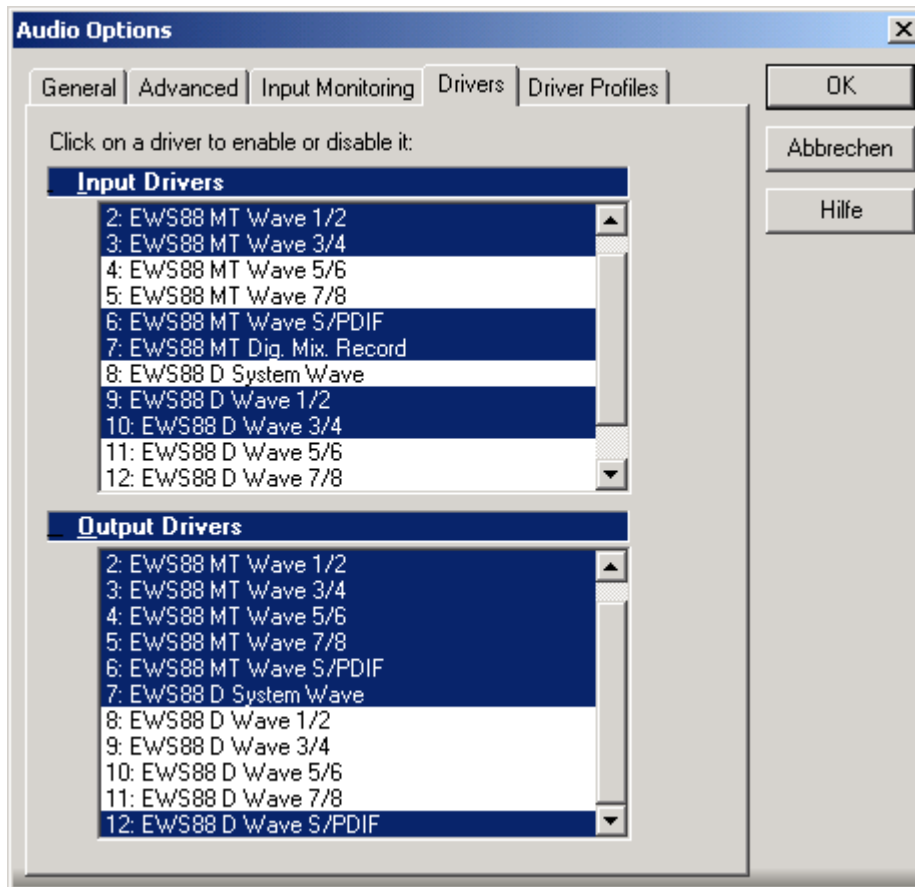 Audio Options
General Advanced Input Monitoring Drivers Driver Profiles
OK
Abbrechen
Hilfe
Click on a driver to enable or disable it:
Input Drivers
2: EWS88 MT Wave 1/2
3: EWS88 MT Wave 3/4
4: EWS88 MT Wave 5/6
5: EWS88 MT Wave 7/8
6: EWS88 MT Wave S/PDIF
7: EWS88 MT Dig. Mix. Record
8: EWS88 D System Wave
9: EWS88 D Wave 1/2
10: EWS88 D Wave 3/4
11: EWS88 D Wave 5/6
12: EWS88 D Wave 7/8
Output Drivers
2: EWS88 MT Wave 1/2
3: EWS88 MT Wave 3/4
4: EWS88 MT Wave 5/6
5: EWS88 MT Wave 7/8
6: EWS88 MT Wave S/PDIF
7: EWS88 D System Wave
8: EWS88 D Wave 1/2
9: EWS88 D Wave 3/4
10: EWS88 D Wave 5/6
11: EWS88 D Wave 7/8
12: EWS88 D Wave S/PDIF